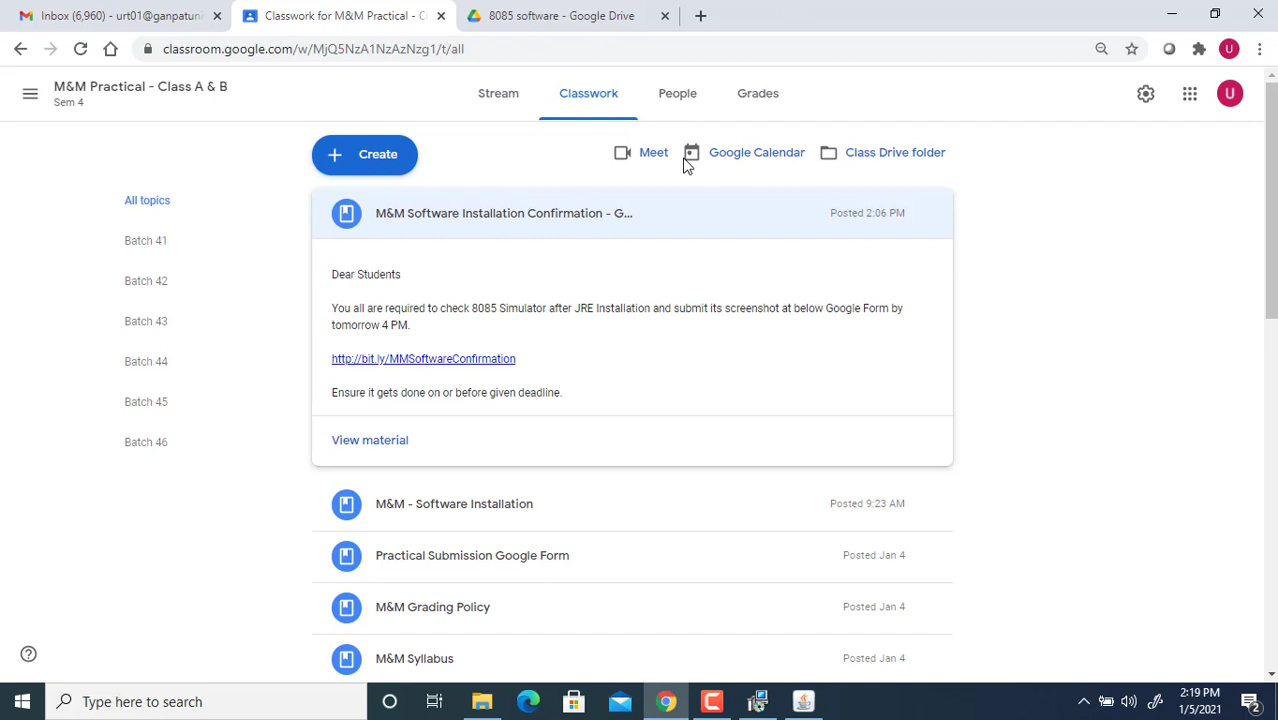 Inbox (6,960) - urt01@ganpatuni
Classwork for M&M Practical - C
8085 software - Google Drive
classroom.google.com/w/MjQ5NzA1NzAzNzg1/t/all
U
M&M Practical - Class A & B
Sem 4
Stream
Classwork
People
Grades
U
Create
Meet
Google Calendar
Class Drive folder
All topics
Batch 41
Batch 42
Batch 43
Batch 44
Batch 45
Batch 46
M&M Software Installation Confirmation - G...
Posted 2:06 PM
Dear Students
You all are required to check 8085 Simulator after JRE Installation and submit its screenshot at below Google Form by
tomorrow 4 PM.
http://bit.ly/MMSoftwareConfirmation
Ensure it gets done on or before given deadline.
View material
M&M - Software Installation
Posted 9:23 AM
Practical Submission Google Form
Posted Jan 4
M&M Grading Policy
Posted Jan 4
M&M Syllabus
Posted Jan 4
Type here to search
2:19 PM
1/5/2021
2